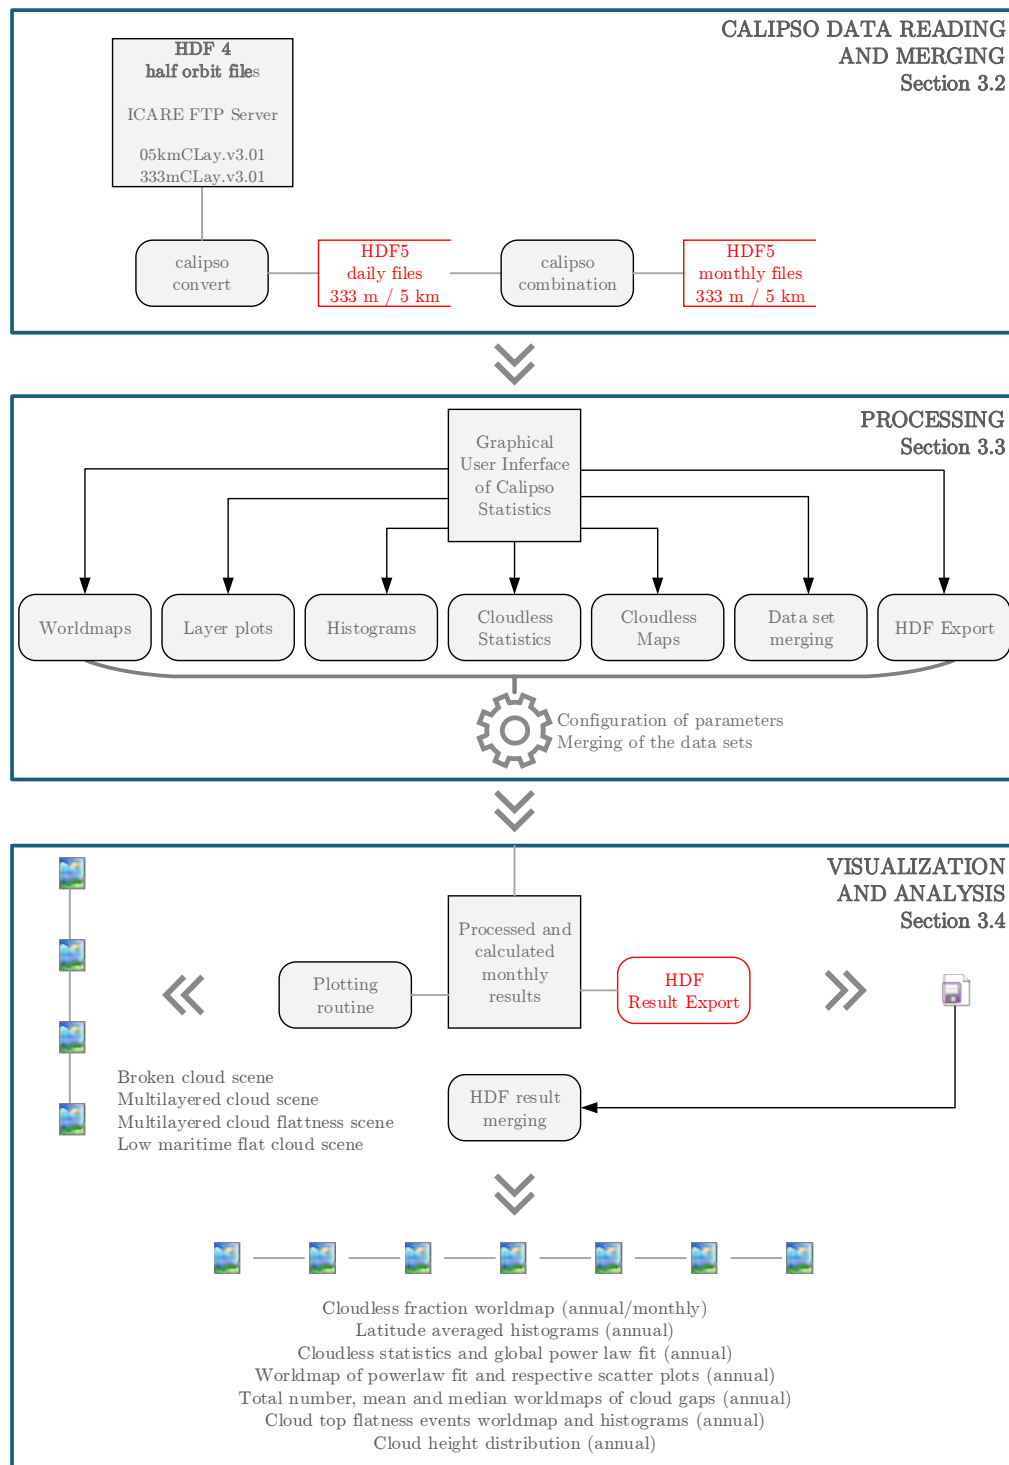 CALIPSO DATA READING
AND MERGING
Section 3.2
HDF 4
half orbit files
ICARE FTP Server
05kmCLay.v3.01
333mCLay.v3.01
calipso
convert
HDF5
daily files
333 m / 5 km
calipso
combination
HDF5
monthly files
333 m / 5 km
PROCESSING
Section 3.3
Graphical
User Inferface
of Calipso
Statistics
Worldmaps
Layer plots
Histograms
Cloudless
Statistics
Cloudless
Maps
Data set
merging
HDF Export
Configuration of parameters
Merging of the data sets
VISUALIZATION
AND ANALYSIS
Section 3.4
Processed and
calculated
monthly
results
Plotting
routine
HDF
Result Export
Broken cloud scene
Multilayered cloud scene
Multilayered cloud flattness scene
Low maritime flat cloud scene
HDF result
merging
Cloudless fraction worldmap (annual/monthly)
Latitude averaged histograms (annual)
Cloudless statistics and global power law fit (annual)
Worldmap of powerlaw fit and respective scatter plots (annual)
Total number, mean and median worldmaps of cloud gaps (annual)
Cloud top flatness events worldmap and histograms (annual)
Cloud height distribution (annual)